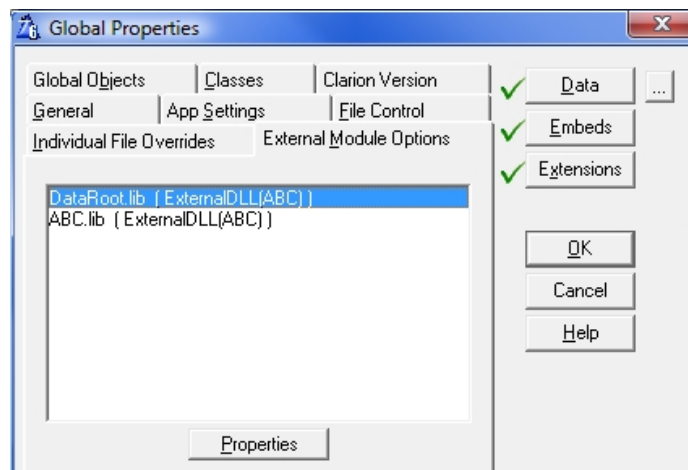 Global Properties
Global Objects Classes Clarion Version
General App Settings File Control
Individual File Overrides External Module Options
DataRoot.lib ( ExternalDLL(ABC) )
ABC.lib ( ExternalDLL(ABC) )
Properties
Data ...
Embeds
Extensions
OK
Cancel
Help